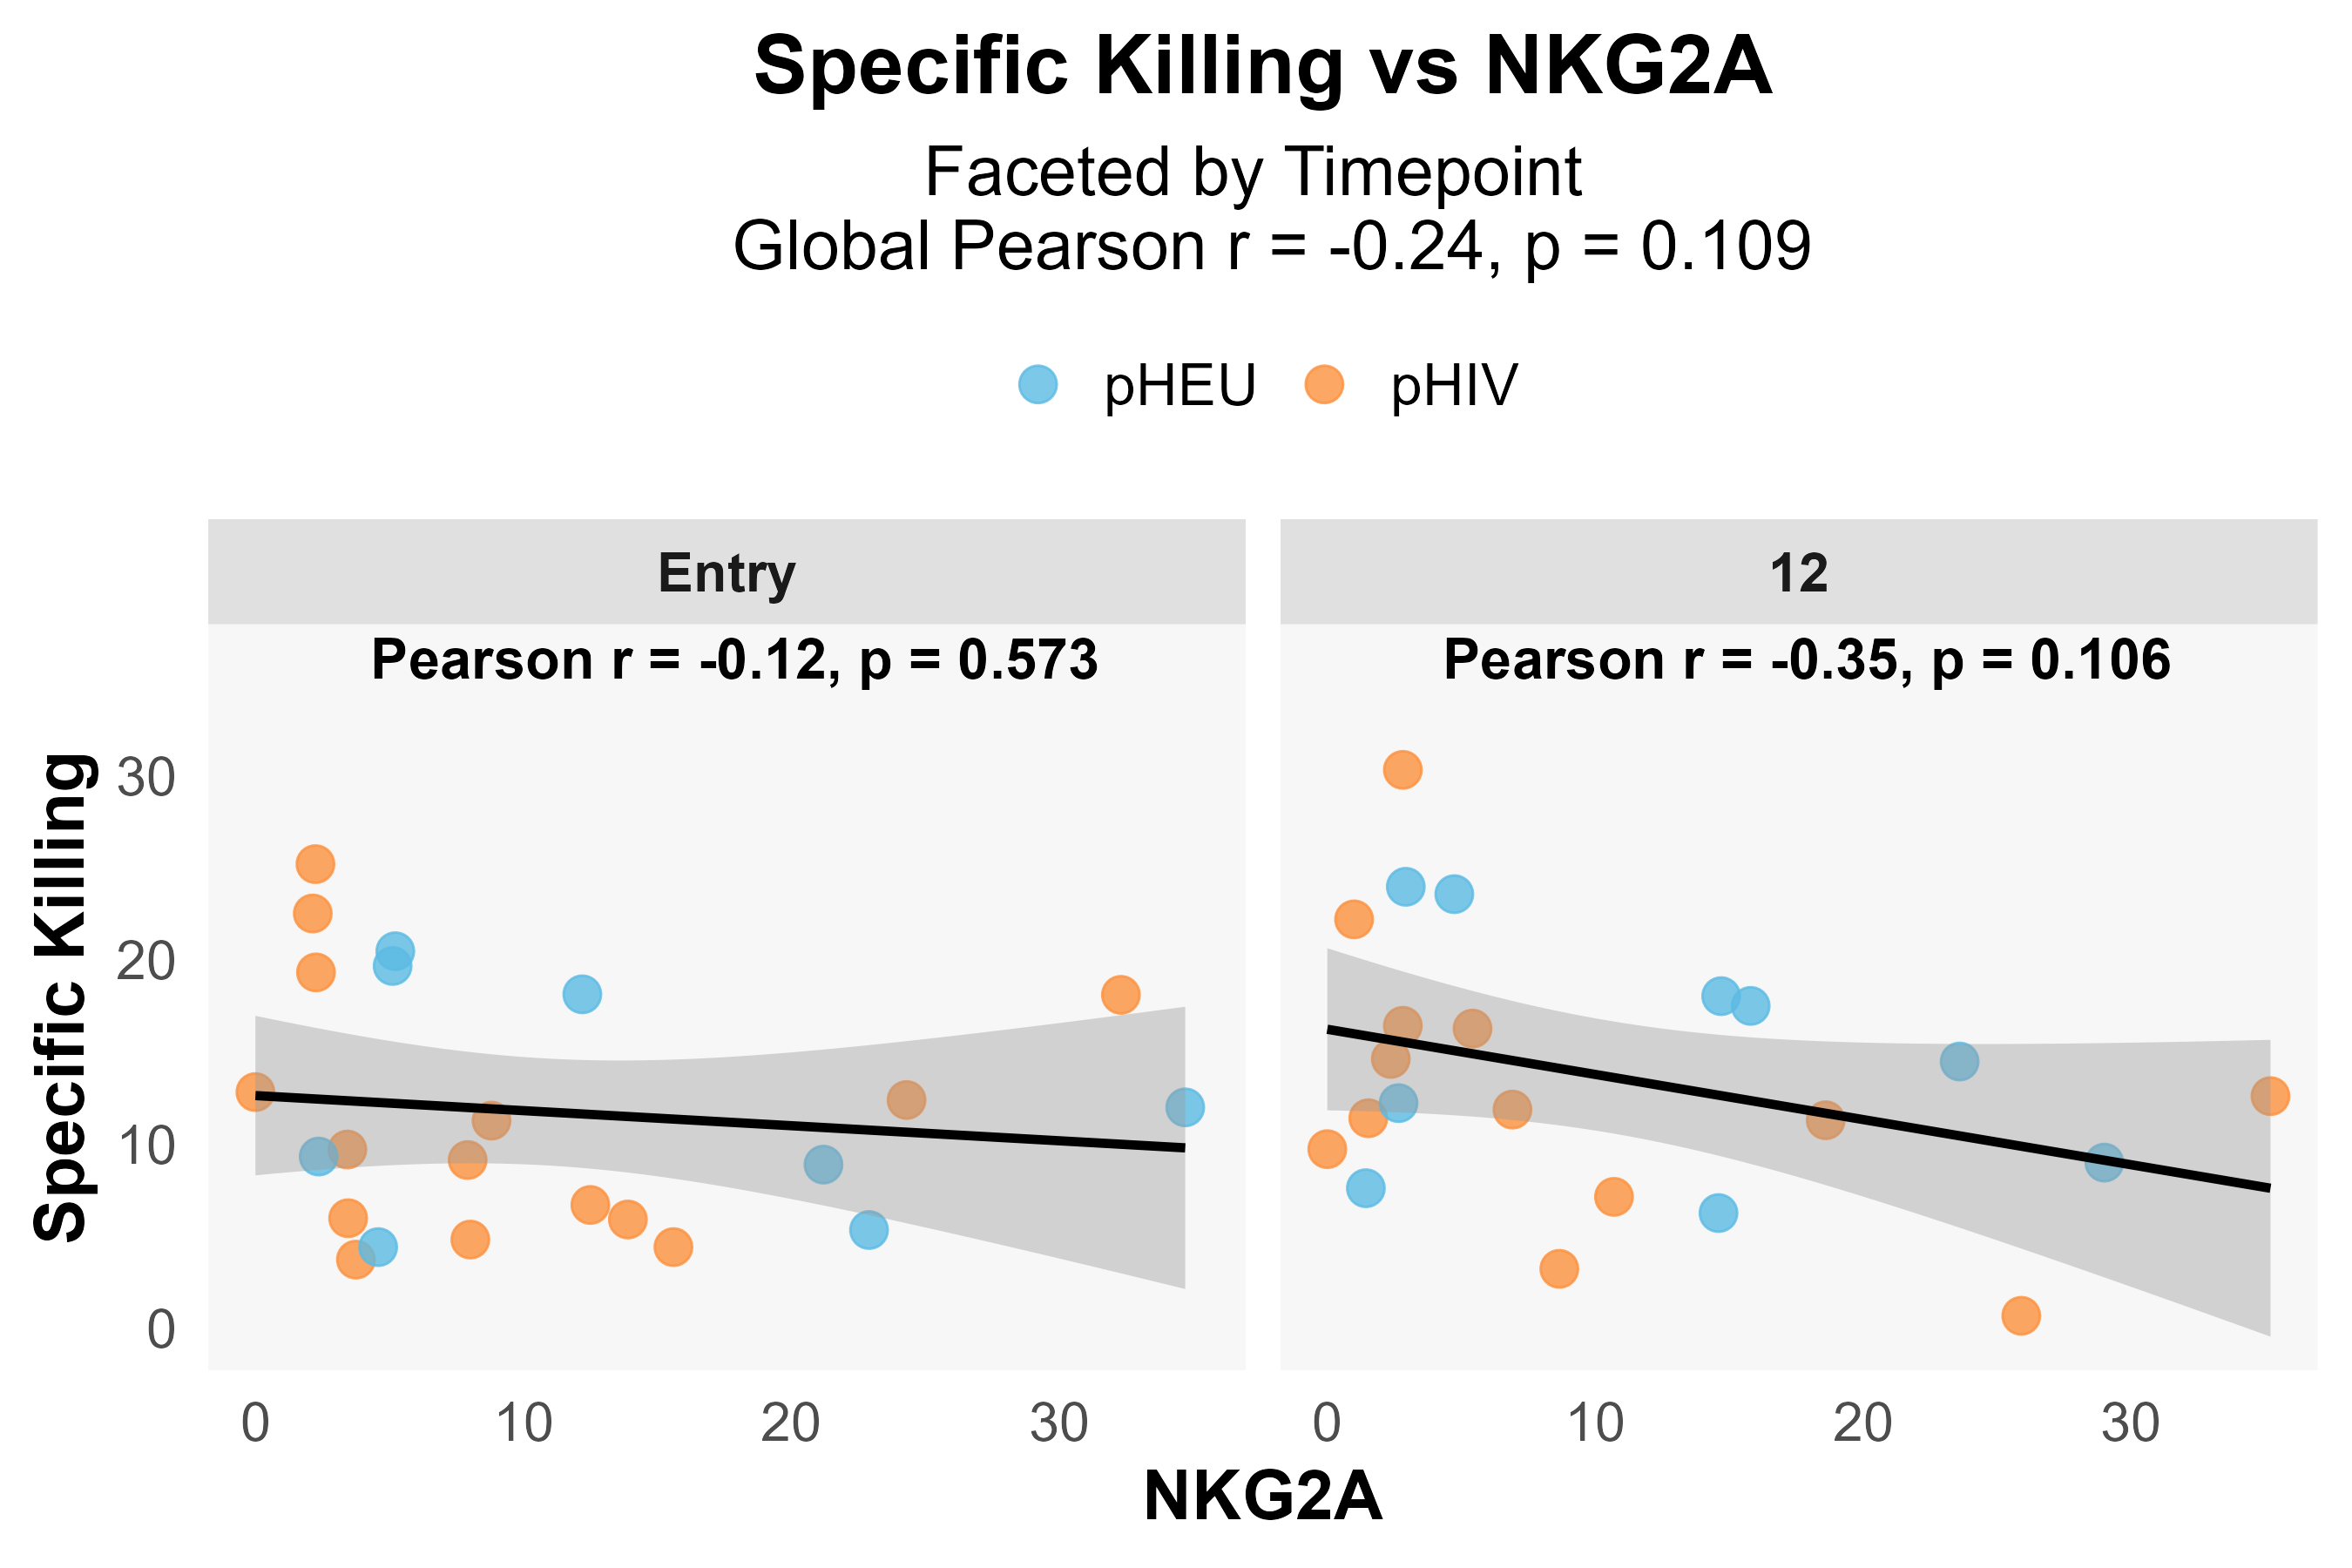 Specific Killing vs NKG2A
Faceted by Timepoint
Global Pearson r = -0.24, p = 0.109
pHEU
pHIV
Entry
12
Pearson r = -0.12, p = 0.573
Pearson r = -0.35, p = 0.106
Specific Killing
30
20
10
0
0 10 20 30
0 10 20 30
NKG2A